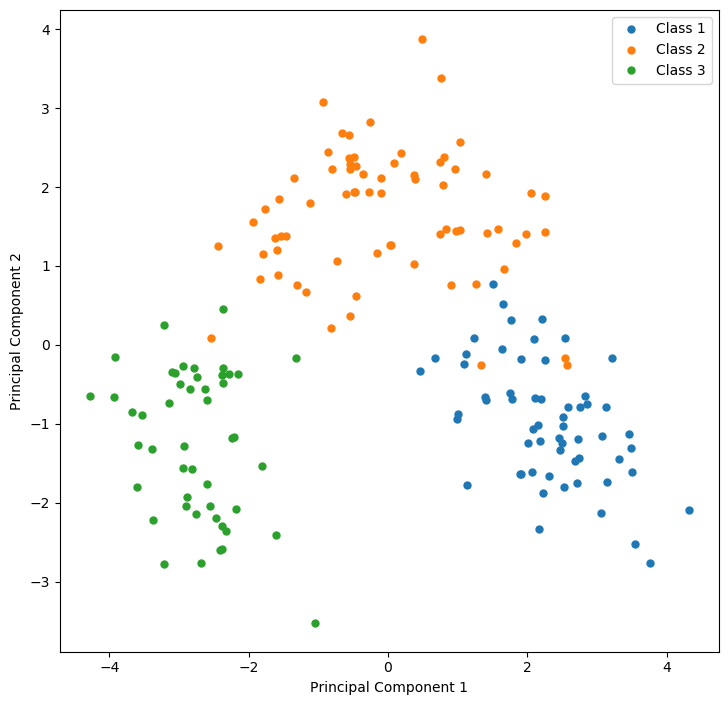 Class 1
Class 2
Class 3
4
3
2
1
0
−1
−2
−3
Principal Component 2
−4
−2
0
2
4
Principal Component 1